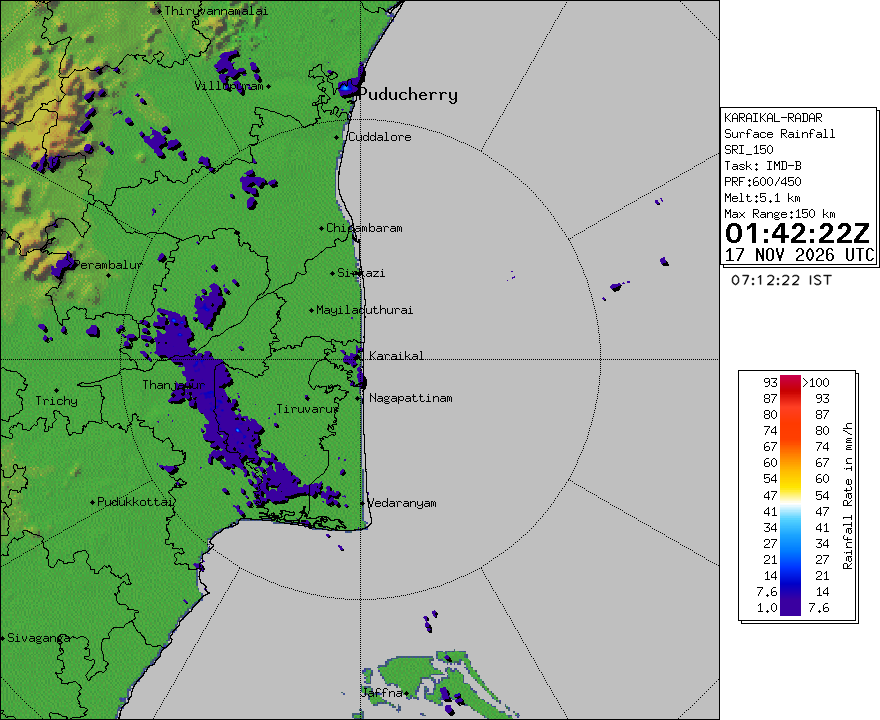 Thiruvannamalai
Villupuram
Puducherry
Cuddalore
Chidambaram
Perambalur
Sirkazi
Mayiladuthurai
Karaikal
Thanjavur
Trichy
Nagapattinam
Tiruvarur
Pudukkottai
Vedaranyam
Sivaganga
Jaffna
KARAIKAL-RADAR
Surface Rainfall
SRI_150
Task: IMD-B
PRF:600/450
Melt:5.1 km
Max Range:150 km
01:42:22Z
17 NOV 2026 UTC
07:12:22 IST
93 >100
87 93
80 87
74 80
67 74
60 67
54 60
47 54
41 47
34 41
27 34
21 27
14 21
7.6 14
1.0 7.6
Rainfall Rate in mm/h